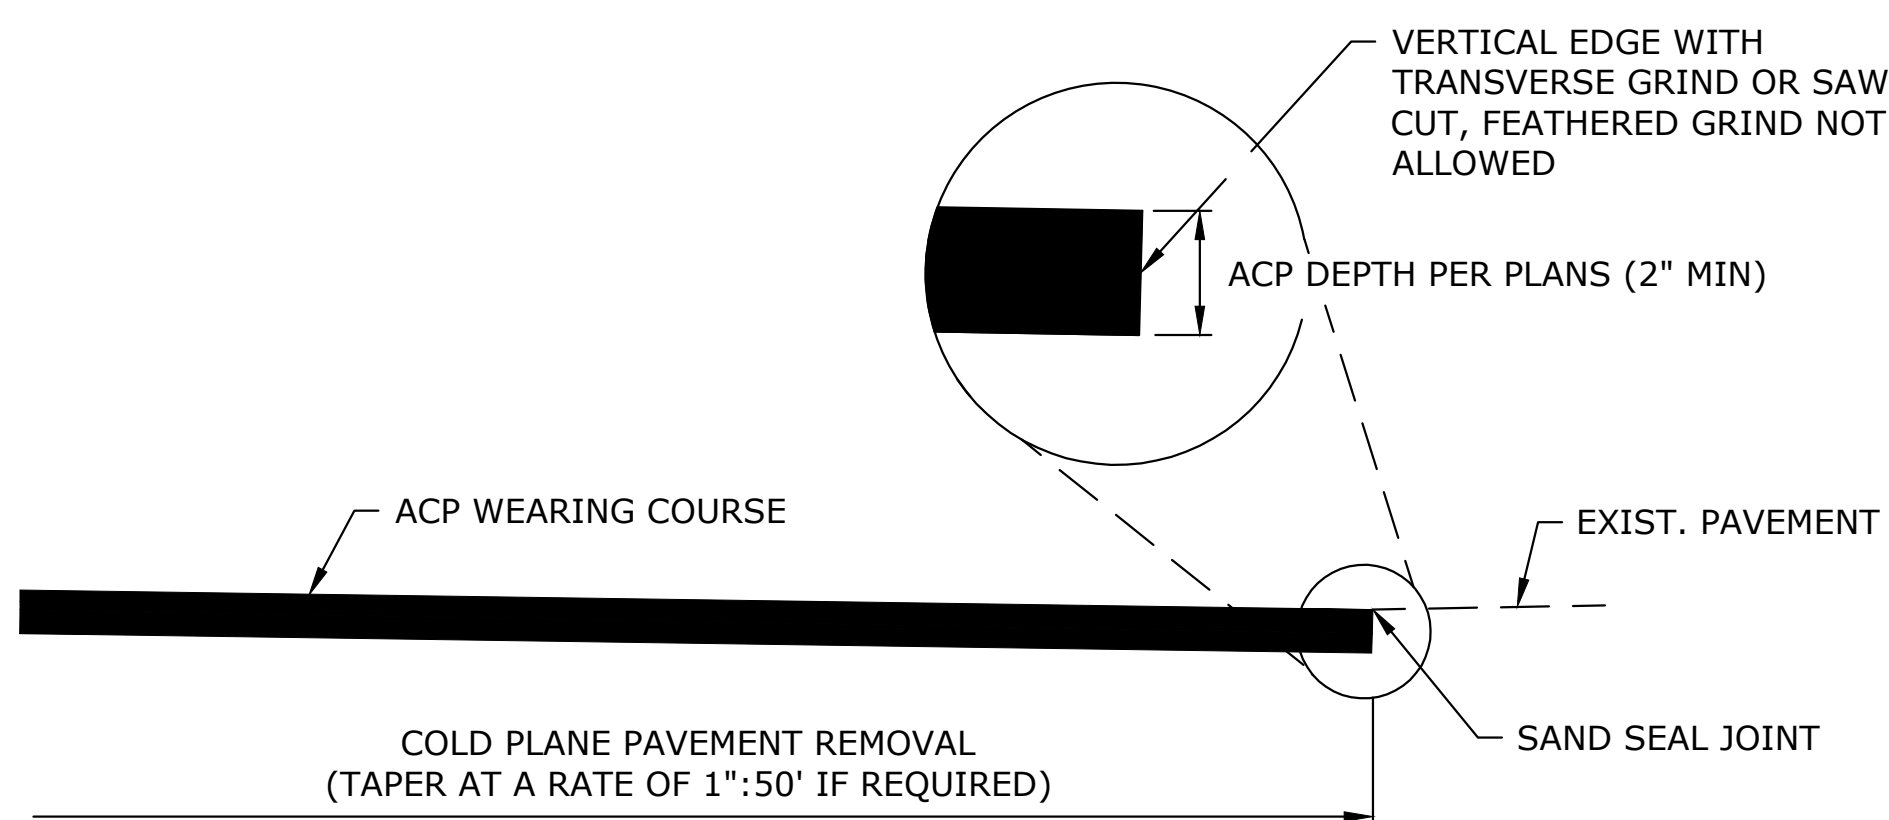 VERTICAL EDGE WITH
TRANSVERSE GRIND OR SAW
CUT, FEATHERED GRIND NOT
ALLOWED
ACP DEPTH PER PLANS (2" MIN)
ACP WEARING COURSE
EXIST. PAVEMENT
SAND SEAL JOINT
COLD PLANE PAVEMENT REMOVAL
(TAPER AT A RATE OF 1":50' IF REQUIRED)